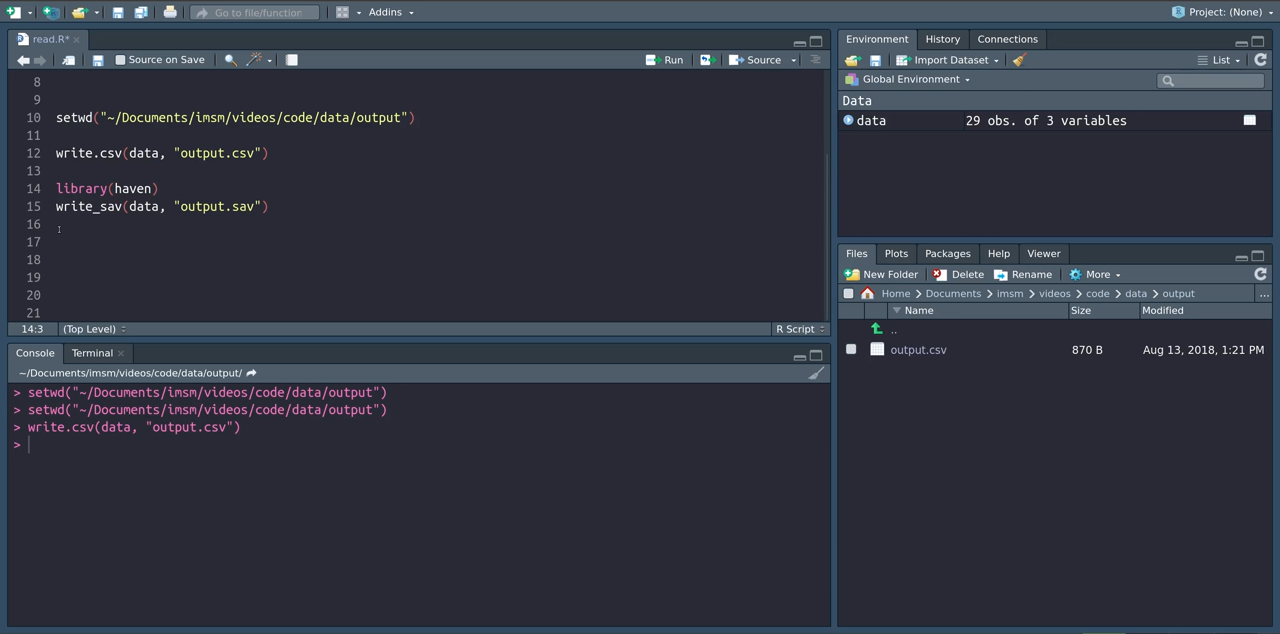 Go to file/function
Addins
Project: (None)
read.R*
Source on Save
Run
Source
8
9
10 setwd("~/Documents/imsm/videos/code/data/output")
11
12 write.csv(data, "output.csv")
13
14 library(haven)
15 write_sav(data, "output.sav")
16
17
18
19
20
21
14:3 (Top Level) R Script
Console Terminal
~/Documents/imsm/videos/code/data/output/
> setwd("~/Documents/imsm/videos/code/data/output")
> setwd("~/Documents/imsm/videos/code/data/output")
> write.csv(data, "output.csv")
>
Environment History Connections
Import Dataset List
Global Environment
Data
data 29 obs. of 3 variables
Files Plots Packages Help Viewer
New Folder Delete Rename More
Home Documents imsm videos code data output ...
Name Size Modified
..
output.csv 870 B Aug 13, 2018, 1:21 PM